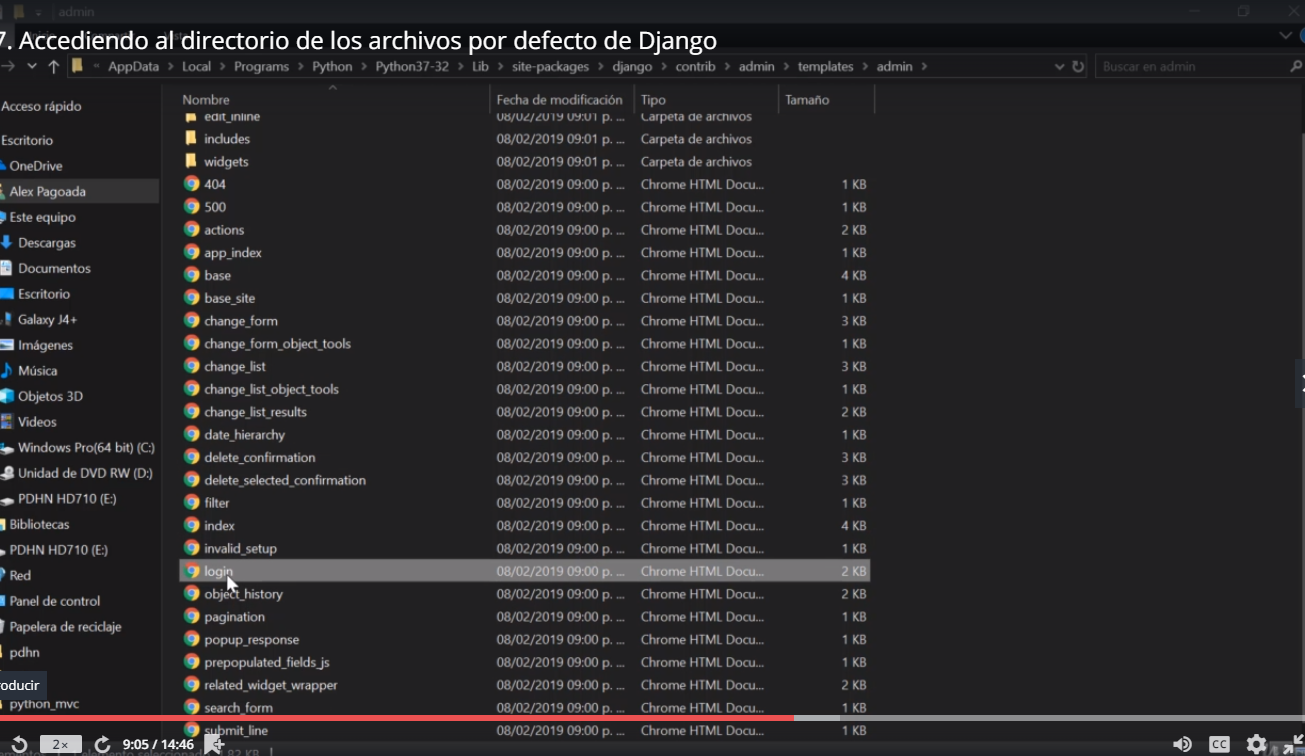 admin
7. Accediendo al directorio de los archivos por defecto de Django
AppData > Local > Programs > Python > Python37-32 > Lib > site-packages > django > contrib > admin > templates > admin >
Buscar en admin
Acceso rápido
Escritorio
OneDrive
Alex Pagoada
Este equipo
Descargas
Documentos
Escritorio
Galaxy J4+
Imágenes
Música
Objetos 3D
Videos
Windows Pro(64 bit) (C:)
Unidad de DVD RW (D:)
PDHN HD710 (E:)
Bibliotecas
PDHN HD710 (E:)
Red
Panel de control
Papelera de reciclaje
pdhn
python_mvc
Nombre Fecha de modificación Tipo Tamaño
edit_inline 08/02/2019 09:01 p. ... Carpeta de archivos
includes 08/02/2019 09:01 p. ... Carpeta de archivos
widgets 08/02/2019 09:01 p. ... Carpeta de archivos
404 08/02/2019 09:00 p. ... Chrome HTML Docu... 1 KB
500 08/02/2019 09:00 p. ... Chrome HTML Docu... 1 KB
actions 08/02/2019 09:00 p. ... Chrome HTML Docu... 2 KB
app_index 08/02/2019 09:00 p. ... Chrome HTML Docu... 1 KB
base 08/02/2019 09:00 p. ... Chrome HTML Docu... 4 KB
base_site 08/02/2019 09:00 p. ... Chrome HTML Docu... 1 KB
change_form 08/02/2019 09:00 p. ... Chrome HTML Docu... 3 KB
change_form_object_tools 08/02/2019 09:00 p. ... Chrome HTML Docu... 1 KB
change_list 08/02/2019 09:00 p. ... Chrome HTML Docu... 3 KB
change_list_object_tools 08/02/2019 09:00 p. ... Chrome HTML Docu... 1 KB
change_list_results 08/02/2019 09:00 p. ... Chrome HTML Docu... 2 KB
date_hierarchy 08/02/2019 09:00 p. ... Chrome HTML Docu... 1 KB
delete_confirmation 08/02/2019 09:00 p. ... Chrome HTML Docu... 3 KB
delete_selected_confirmation 08/02/2019 09:00 p. ... Chrome HTML Docu... 3 KB
filter 08/02/2019 09:00 p. ... Chrome HTML Docu... 1 KB
index 08/02/2019 09:00 p. ... Chrome HTML Docu... 4 KB
invalid_setup 08/02/2019 09:00 p. ... Chrome HTML Docu... 1 KB
login 08/02/2019 09:00 p. ... Chrome HTML Docu... 2 KB
object_history 08/02/2019 09:00 p. ... Chrome HTML Docu... 2 KB
pagination 08/02/2019 09:00 p. ... Chrome HTML Docu... 1 KB
popup_response 08/02/2019 09:00 p. ... Chrome HTML Docu... 1 KB
prepopulated_fields_js 08/02/2019 09:00 p. ... Chrome HTML Docu... 1 KB
related_widget_wrapper 08/02/2019 09:00 p. ... Chrome HTML Docu... 2 KB
search_form 08/02/2019 09:00 p. ... Chrome HTML Docu... 1 KB
submit_line 08/02/2019 09:00 p. ... Chrome HTML Docu... 1 KB
oducir
2×
9:05 / 14:46
CC